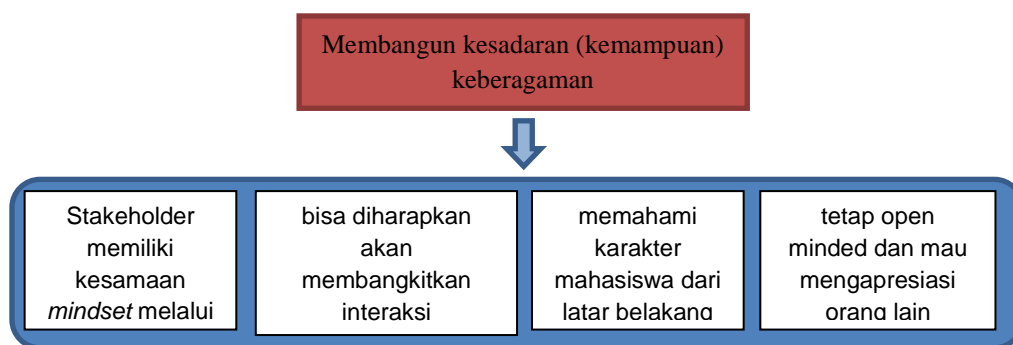 Membangun kesadaran (kemampuan)
keberagaman
Stakeholder
memiliki
kesamaan
mindset melalui
bisa diharapkan
akan
membangkitkan
interaksi
memahami
karakter
mahasiswa dari
latar belakang
tetap open
minded dan mau
mengapresiasi
orang lain